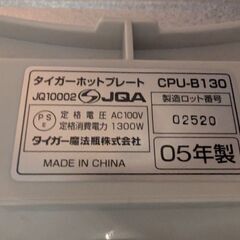 タイガーホットプレート CPU-B130
JQ10002 JQA 製造ロット番号
PSE 定格電圧 AC100V 02520
定格消費電力 1300W
タイガー魔法瓶株式会社 05年製
MADE IN CHINA